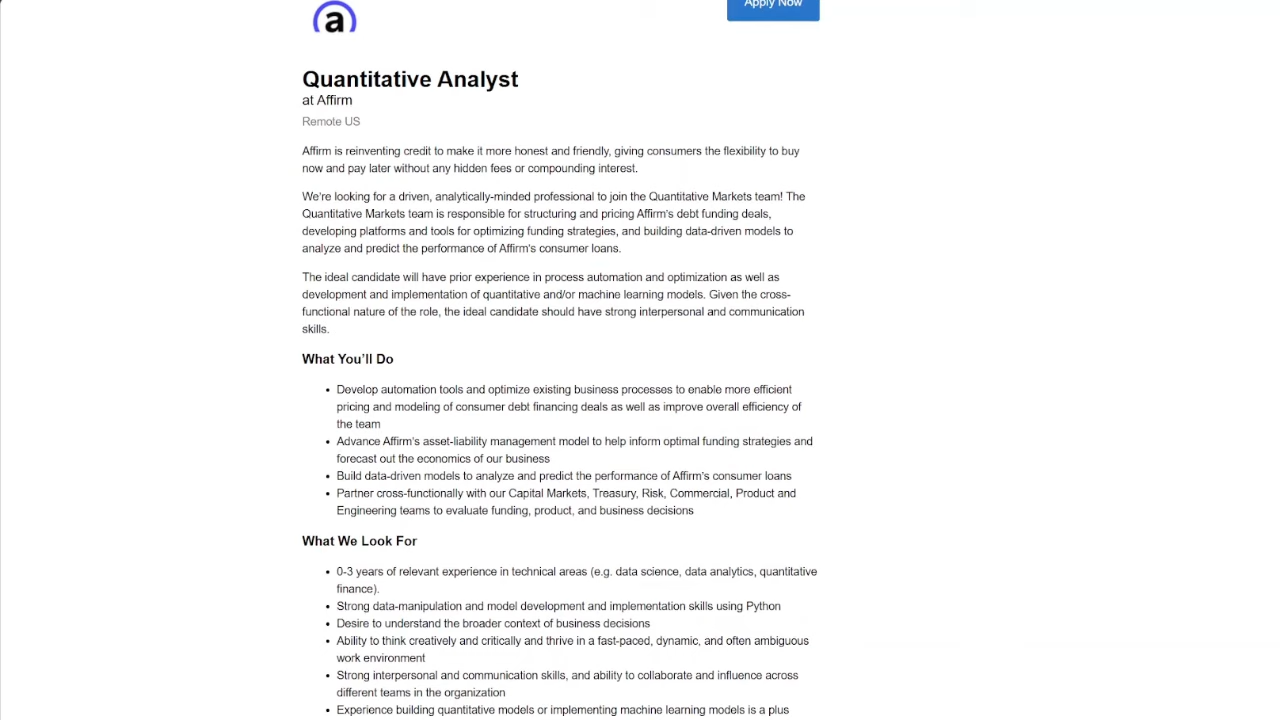 a
Apply Now
Quantitative Analyst
at Affirm
Remote US
Affirm is reinventing credit to make it more honest and friendly, giving consumers the flexibility to buy
now and pay later without any hidden fees or compounding interest.
We're looking for a driven, analytically-minded professional to join the Quantitative Markets team! The
Quantitative Markets team is responsible for structuring and pricing Affirm's debt funding deals,
developing platforms and tools for optimizing funding strategies, and building data-driven models to
analyze and predict the performance of Affirm's consumer loans.
The ideal candidate will have prior experience in process automation and optimization as well as
development and implementation of quantitative and/or machine learning models. Given the cross-
functional nature of the role, the ideal candidate should have strong interpersonal and communication
skills.
What You'll Do
• Develop automation tools and optimize existing business processes to enable more efficient
pricing and modeling of consumer debt financing deals as well as improve overall efficiency of
the team
• Advance Affirm's asset-liability management model to help inform optimal funding strategies and
forecast out the economics of our business
• Build data-driven models to analyze and predict the performance of Affirm's consumer loans
• Partner cross-functionally with our Capital Markets, Treasury, Risk, Commercial, Product and
Engineering teams to evaluate funding, product, and business decisions
What We Look For
• 0-3 years of relevant experience in technical areas (e.g. data science, data analytics, quantitative
finance).
• Strong data-manipulation and model development and implementation skills using Python
• Desire to understand the broader context of business decisions
• Ability to think creatively and critically and thrive in a fast-paced, dynamic, and often ambiguous
work environment
• Strong interpersonal and communication skills, and ability to collaborate and influence across
different teams in the organization
• Experience building quantitative models or implementing machine learning models is a plus